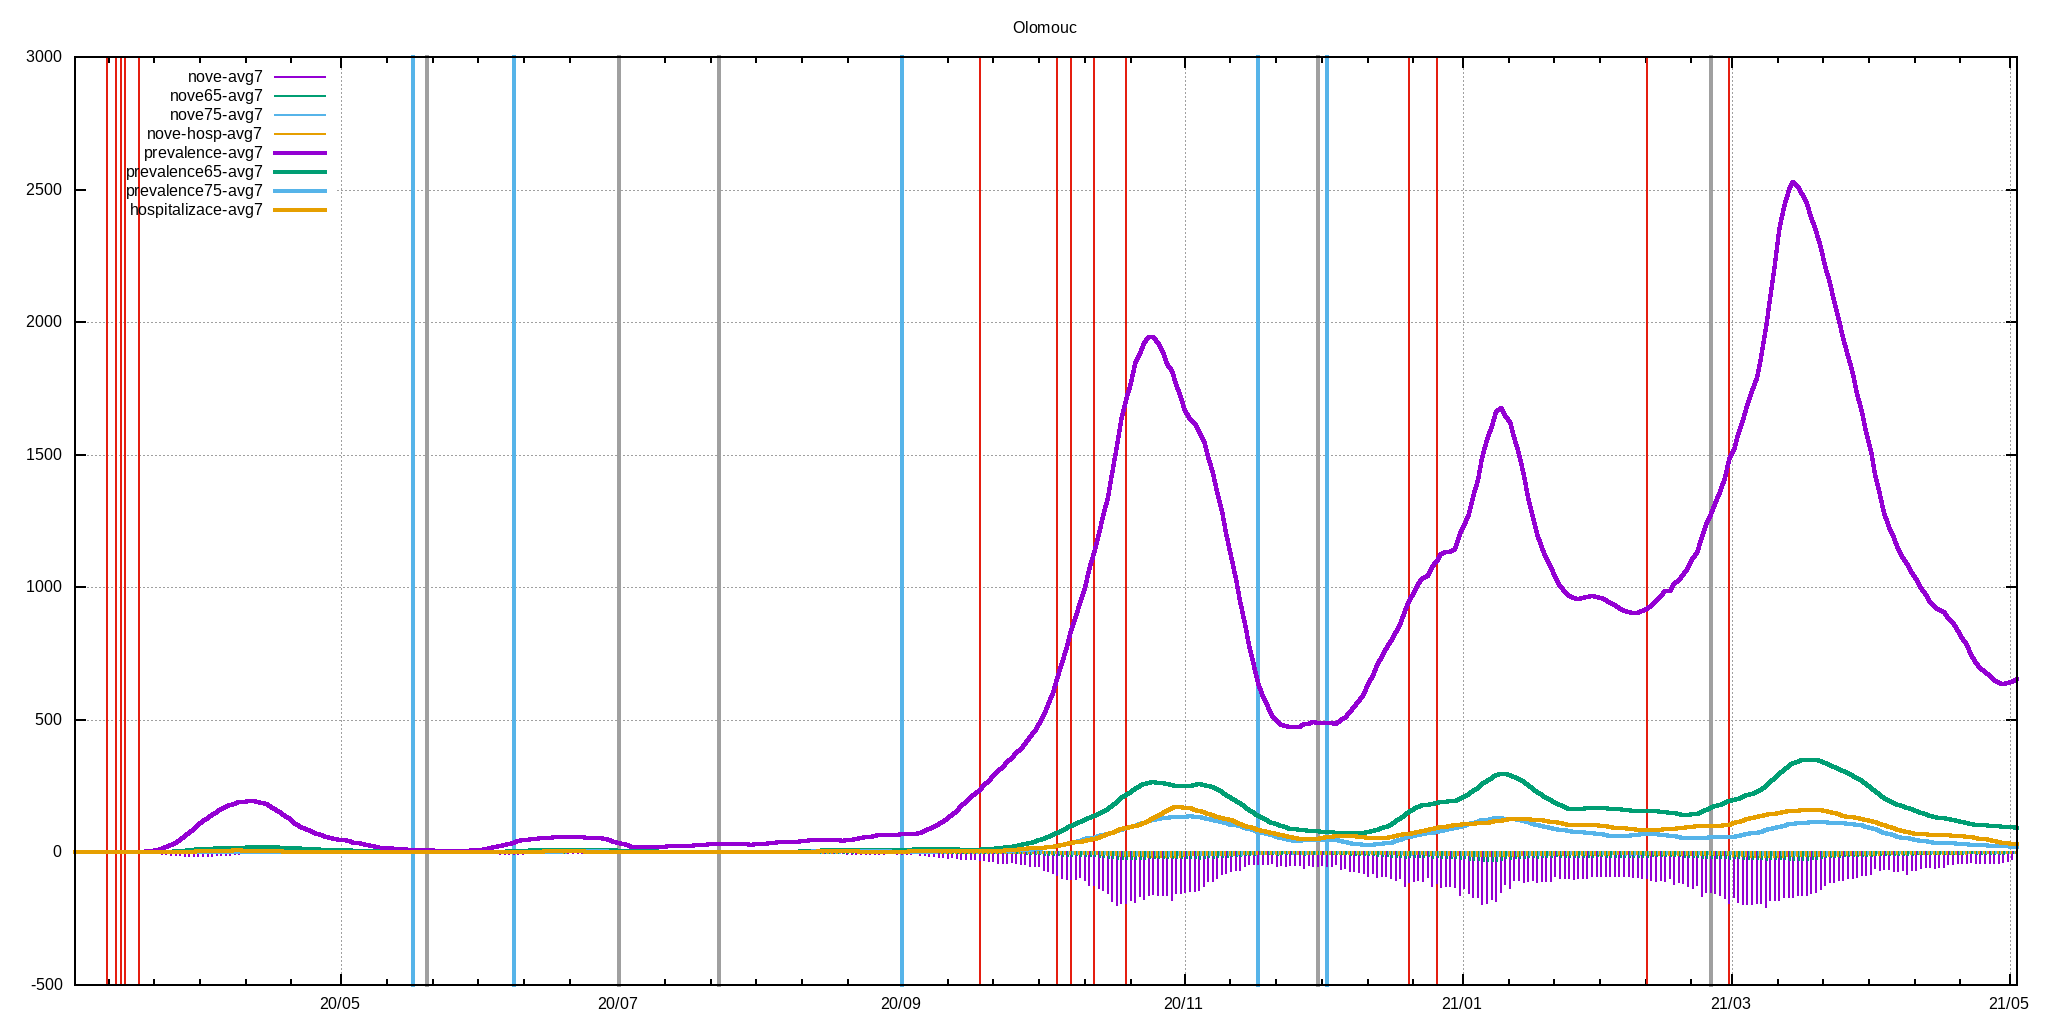 Olomouc
3000
2500
2000
1500
1000
500
0
-500
nove-avg7
nove65-avg7
nove75-avg7
nove-hosp-avg7
prevalence-avg7
prevalence65-avg7
prevalence75-avg7
hospitalizace-avg7
20/05
20/07
20/09
20/11
21/01
21/03
21/05